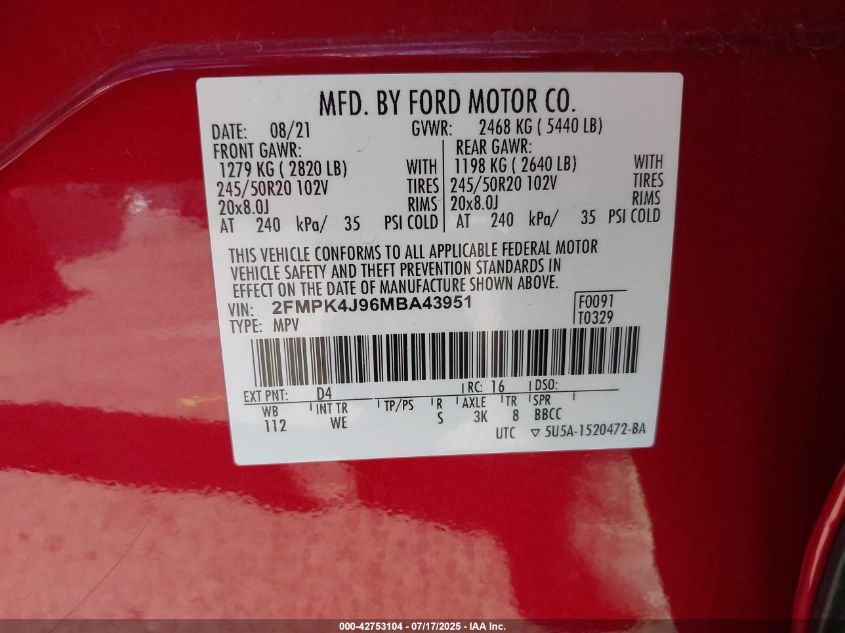 MFD. BY FORD MOTOR CO.
DATE: 08/21 GVWR: 2468 KG ( 5440 LB)
FRONT GAWR: REAR GAWR:
1279 KG ( 2820 LB) WITH 1198 KG ( 2640 LB) WITH
245/50R20 102V TIRES 245/50R20 102V TIRES
20x8.0J RIMS 20x8.0J RIMS
AT 240 kPa/ 35 PSI COLD AT 240 kPa/ 35 PSI COLD
THIS VEHICLE CONFORMS TO ALL APPLICABLE FEDERAL MOTOR
VEHICLE SAFETY AND THEFT PREVENTION STANDARDS IN
EFFECT ON THE DATE OF MANUFACTURE SHOWN ABOVE.
VIN: 2FMPK4J96MBA43951 F0091
TYPE: MPV T0329
EXT PNT: D4 RC: 16 DSO:
WB INT TR TP/PS R AXLE TR SPR
112 WE S 3K 8 BBCC
UTC ▽ 5U5A-1520472-BA
000-42753104 - 07/17/2025 - IAA Inc.